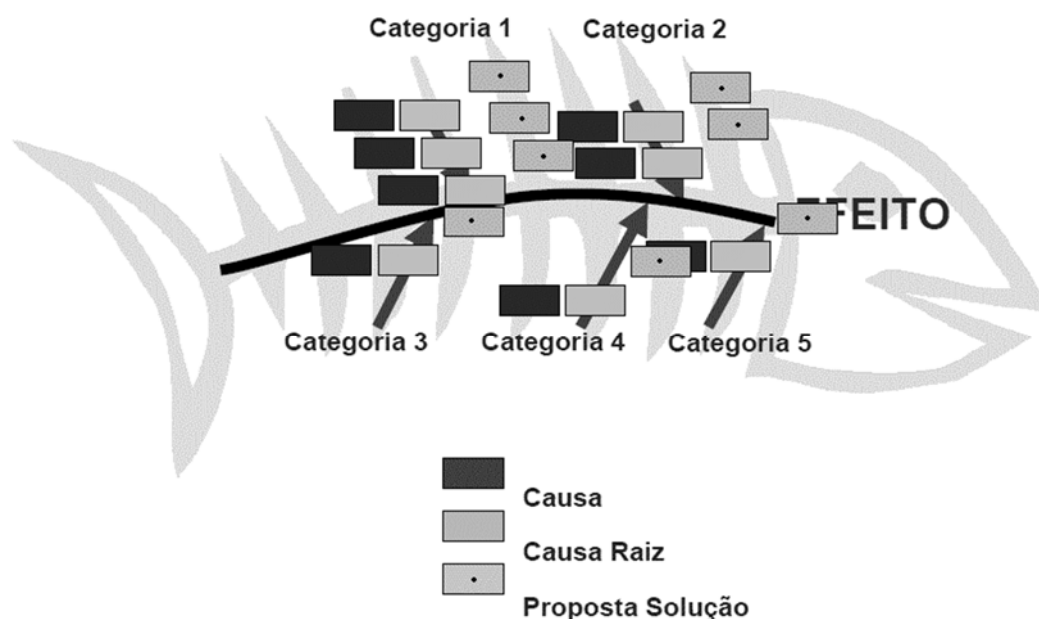 Categoria 1
Categoria 2
EFEITO
Categoria 3
Categoria 4
Categoria 5
Causa
Causa Raiz
Proposta Solução